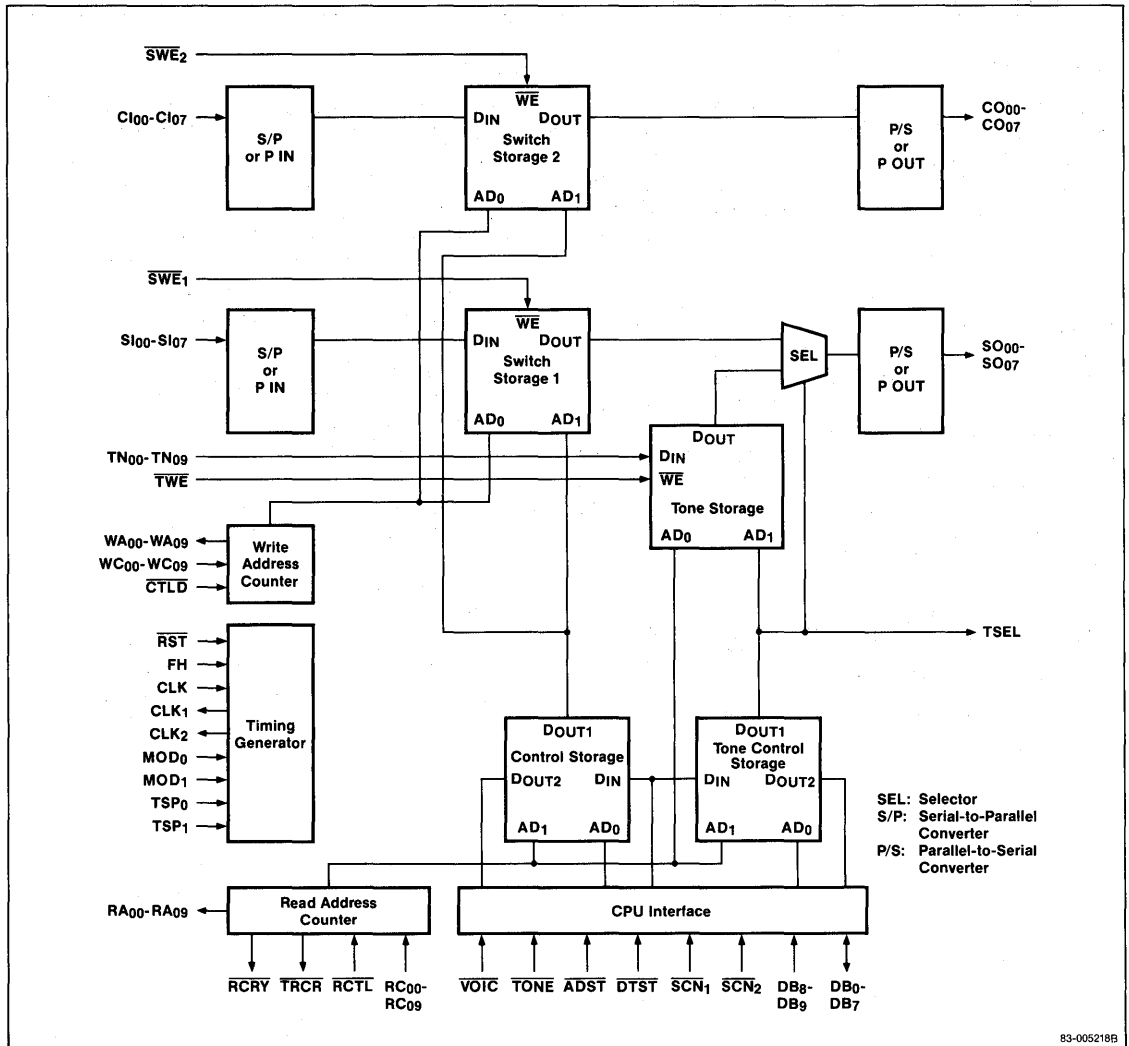 SWE2
CI00-CI07
S/P
or P IN
WE
DIN
DOUT
Switch
Storage 2
AD0
AD1
P/S
or
P OUT
CO00-
CO07
SWE1
SI00-SI07
S/P
or
P IN
WE
DIN
DOUT
Switch
Storage 1
AD0
AD1
SEL
P/S
or
P OUT
SO00-
SO07
TN00-TN09
TWE
DOUT
DIN
WE
Tone Storage
AD0
AD1
WA00-WA09
WC00-WC09
CTLD
Write
Address
Counter
RST
FH
CLK
CLK1
CLK2
MOD0
MOD1
TSP0
TSP1
Timing
Generator
TSEL
DOUT1
Control Storage
DOUT2
DIN
AD1
AD0
DOUT1
Tone Control
Storage
DIN
DOUT2
AD1
AD0
SEL: Selector
S/P: Serial-to-Parallel
Converter
P/S: Parallel-to-Serial
Converter
RA00-RA09
Read Address
Counter
CPU Interface
RCRY
TRCR
RCTL
RC00-
RC09
VOIC
TONE
ADST
DTST
SCN1
SCN2
DB8-
DB9
DB0-
DB7
83-005218B